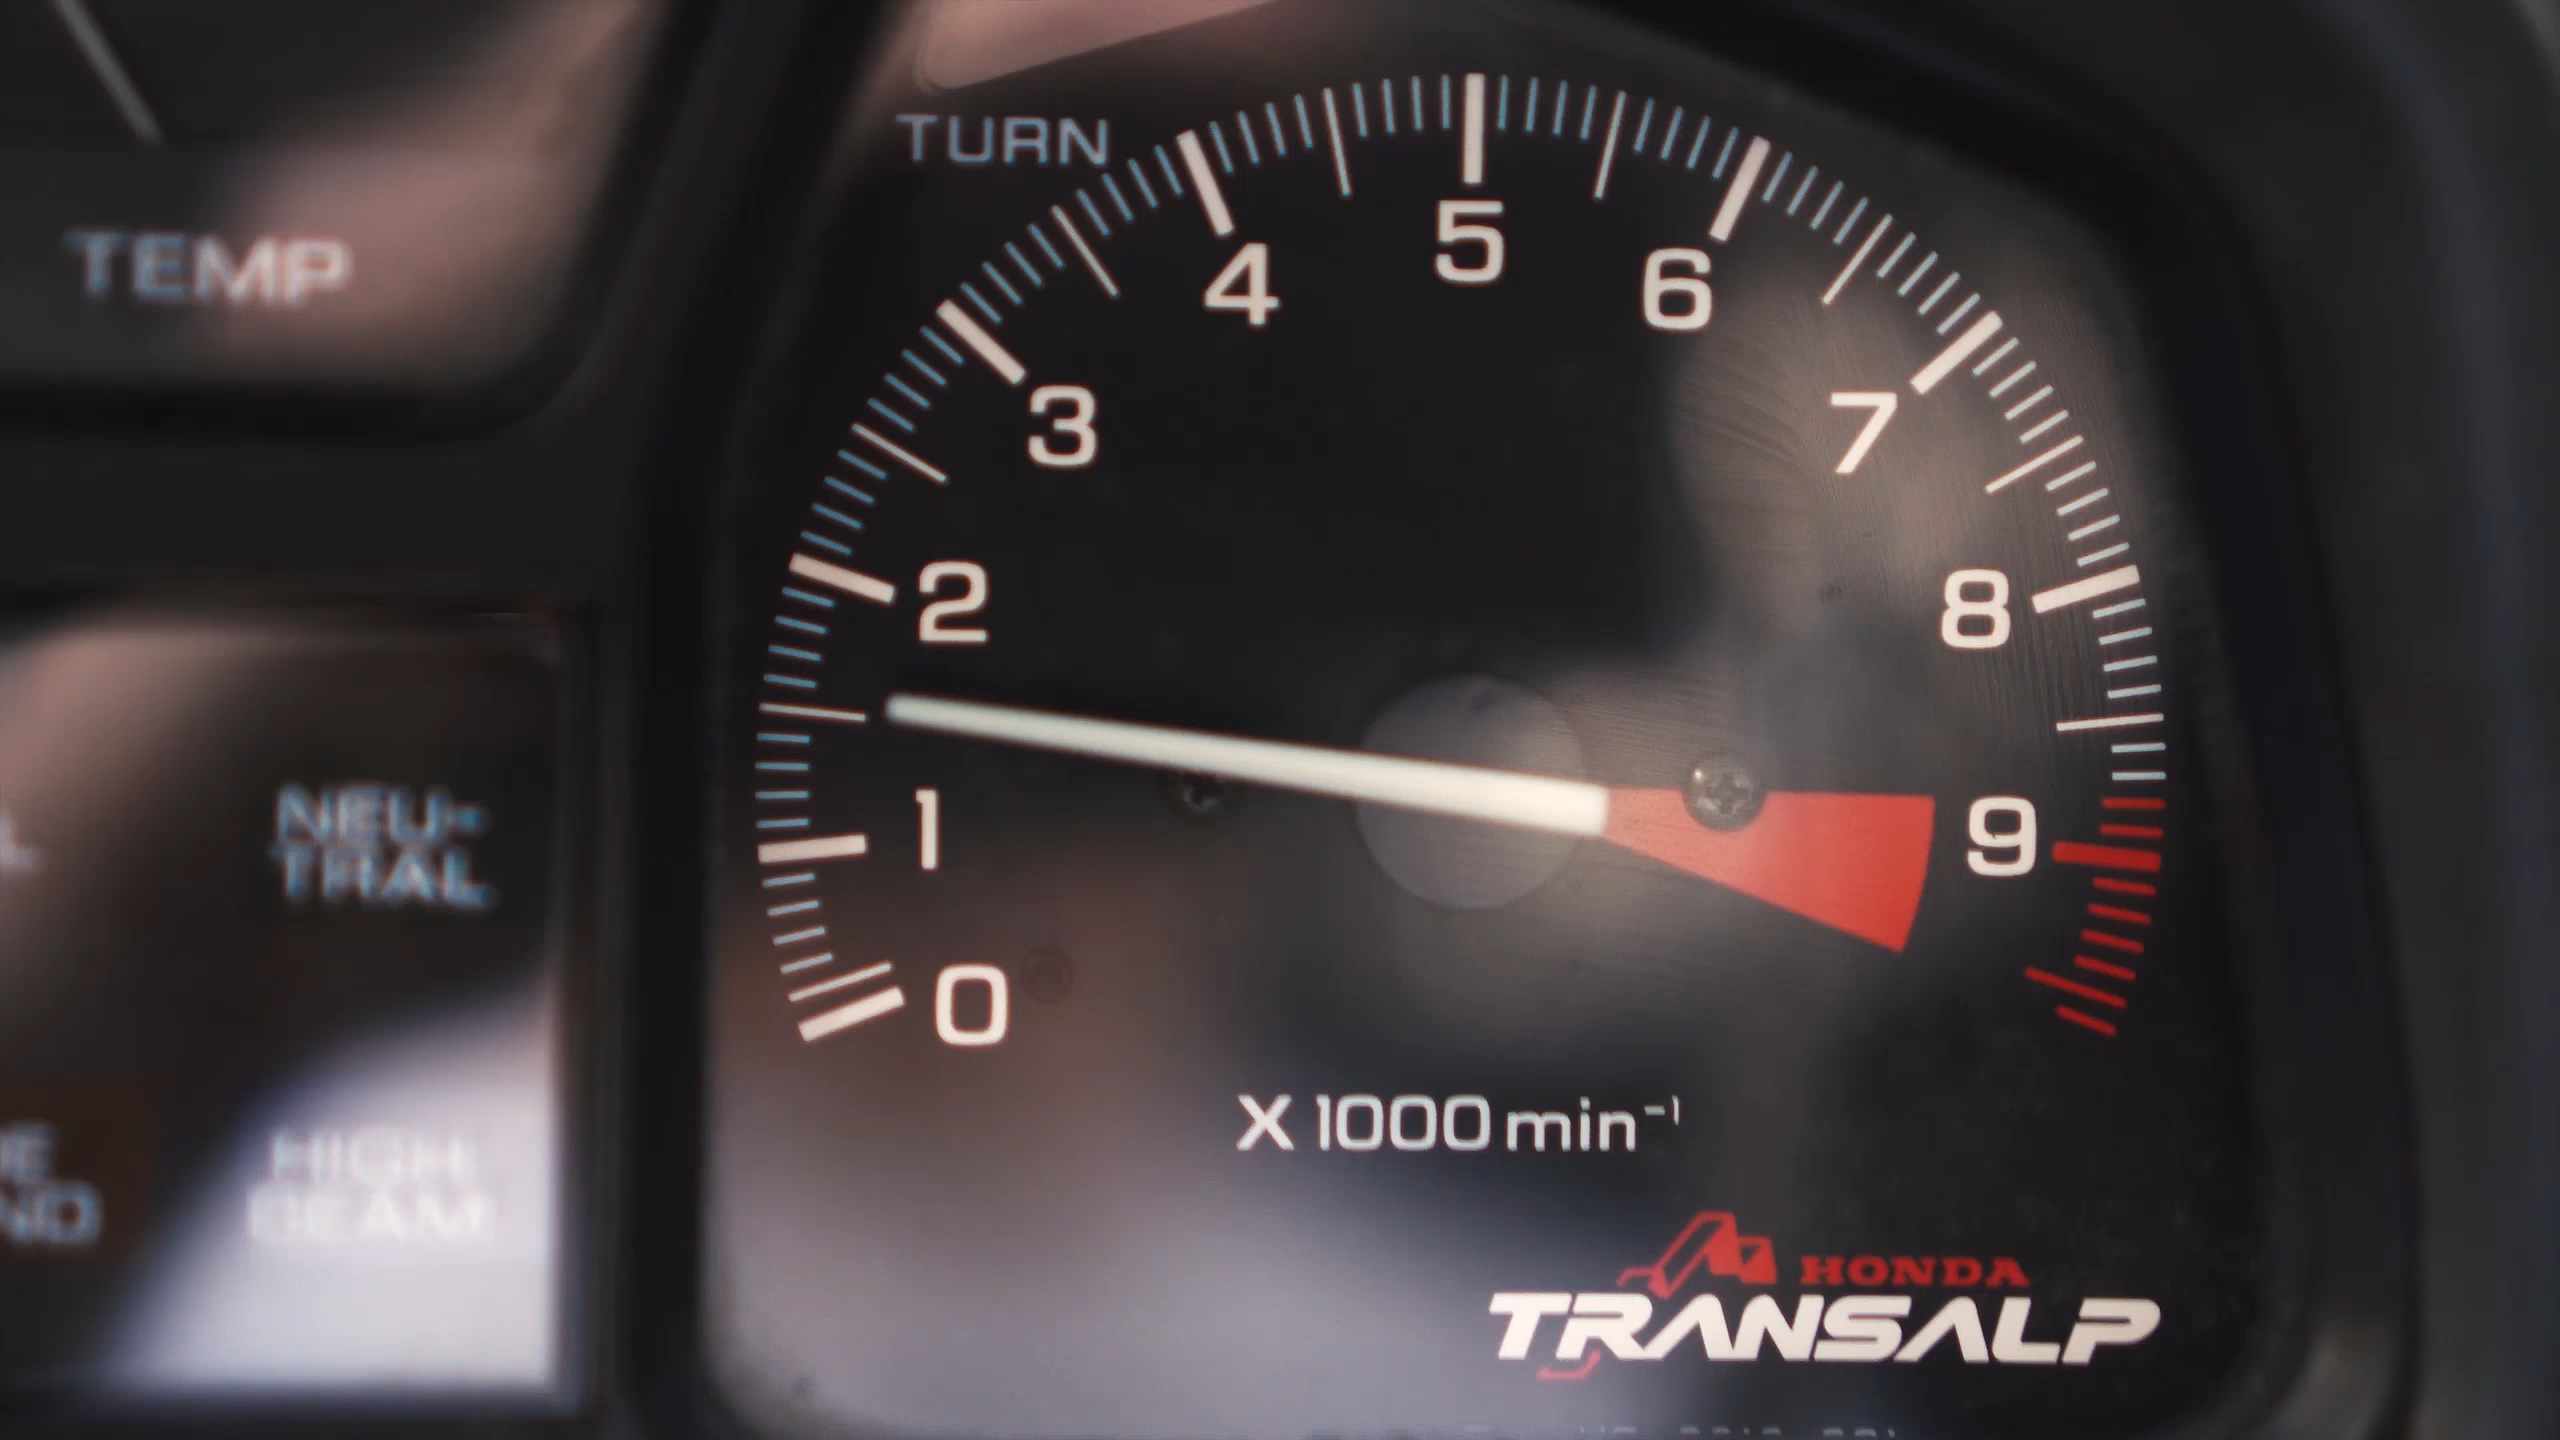 TURN
TEMP
5
4
6
3
7
2
8
NEU-
TRAL
1
9
0
X 1000 min⁻¹
HIGH
BEAM
HONDA
TRANSALP